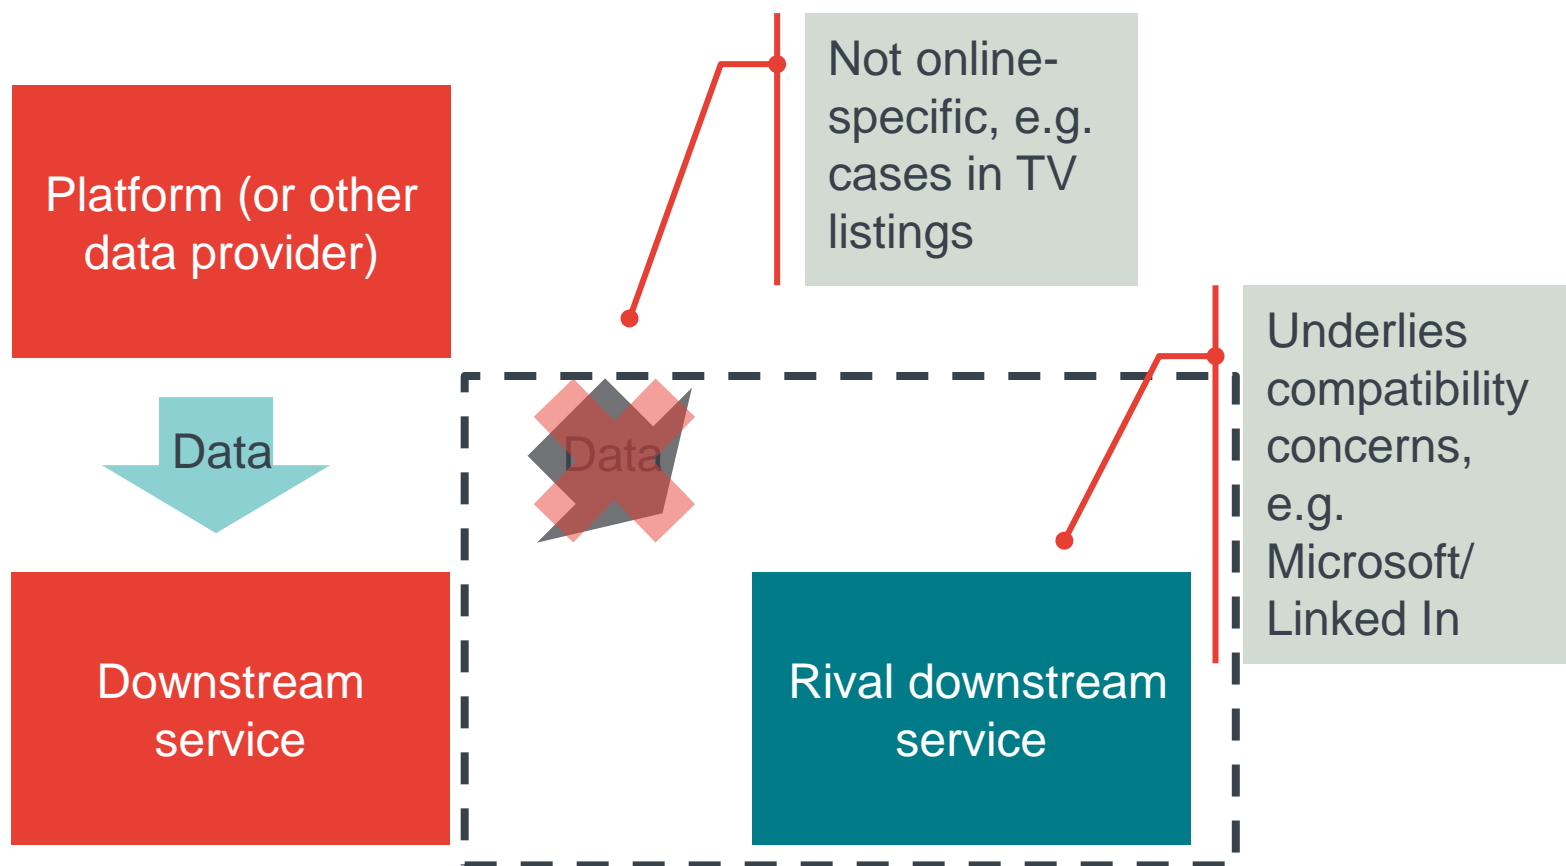 Not online-
specific, e.g.
cases in TV
listings
Platform (or other
data provider)
Underlies
compatibility
concerns,
e.g.
Microsoft/
Linked In
Data
Data
Downstream
service
Rival downstream
service